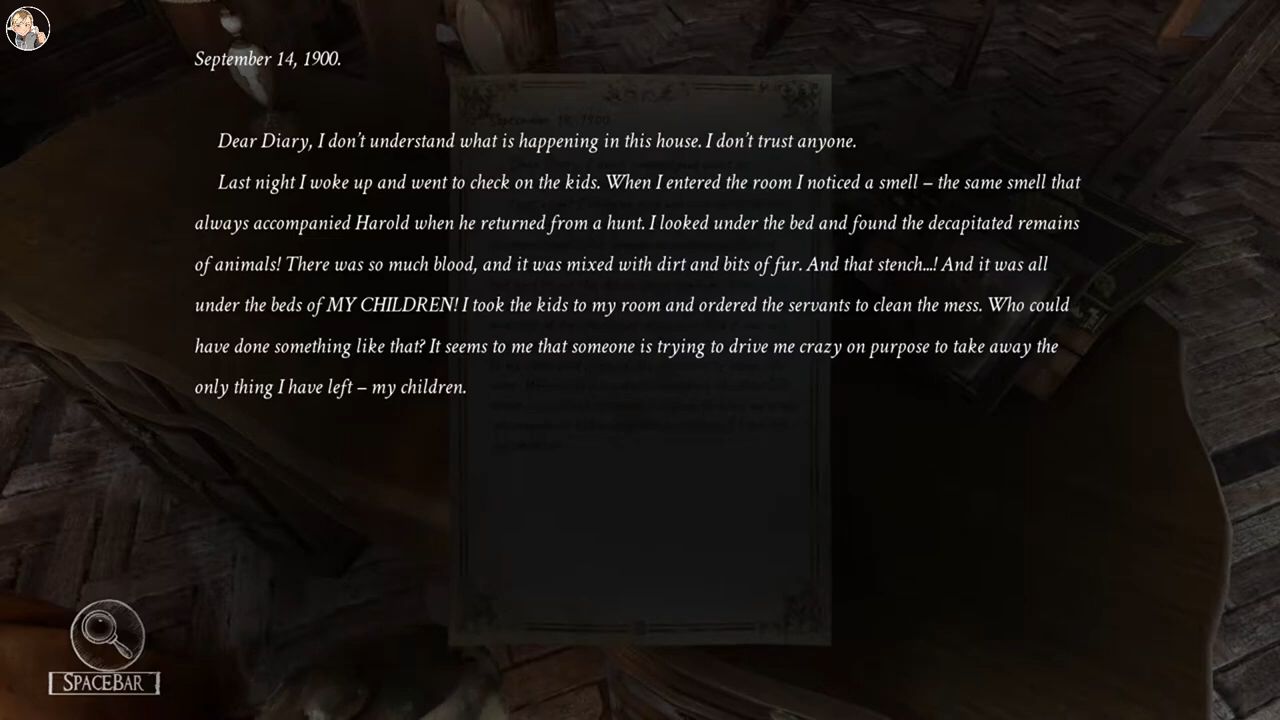 September 14, 1900.
Dear Diary, I don't understand what is happening in this house. I don't trust anyone.
Last night I woke up and went to check on the kids. When I entered the room I noticed a smell – the same smell that
always accompanied Harold when he returned from a hunt. I looked under the bed and found the decapitated remains
of animals! There was so much blood, and it was mixed with dirt and bits of fur. And that stench...! And it was all
under the beds of MY CHILDREN! I took the kids to my room and ordered the servants to clean the mess. Who could
have done something like that? It seems to me that someone is trying to drive me crazy on purpose to take away the
only thing I have left – my children.
SPACEBAR